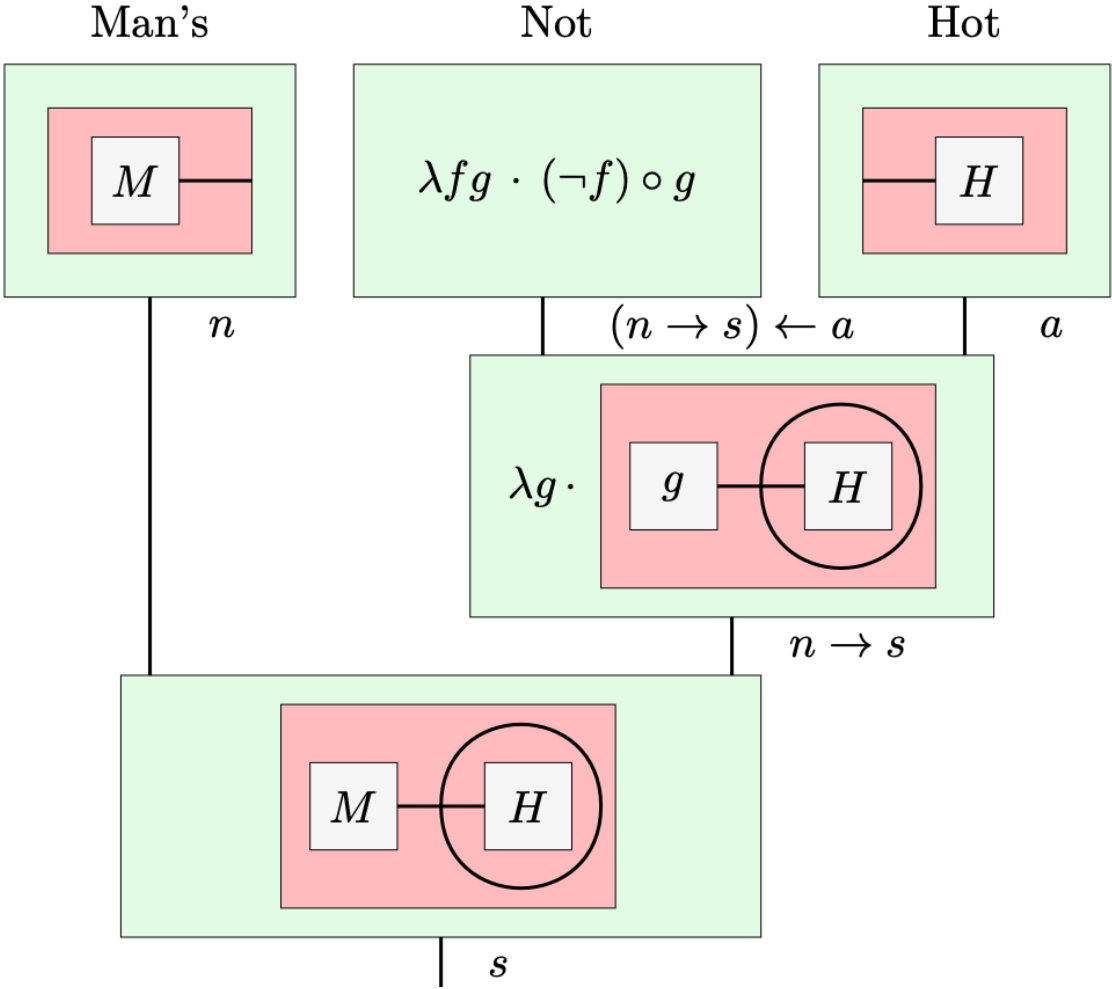 Man's Not Hot
M λfg · (¬f) ∘ g H
n (n → s) ← a a
λg · g H
n → s
M H
s